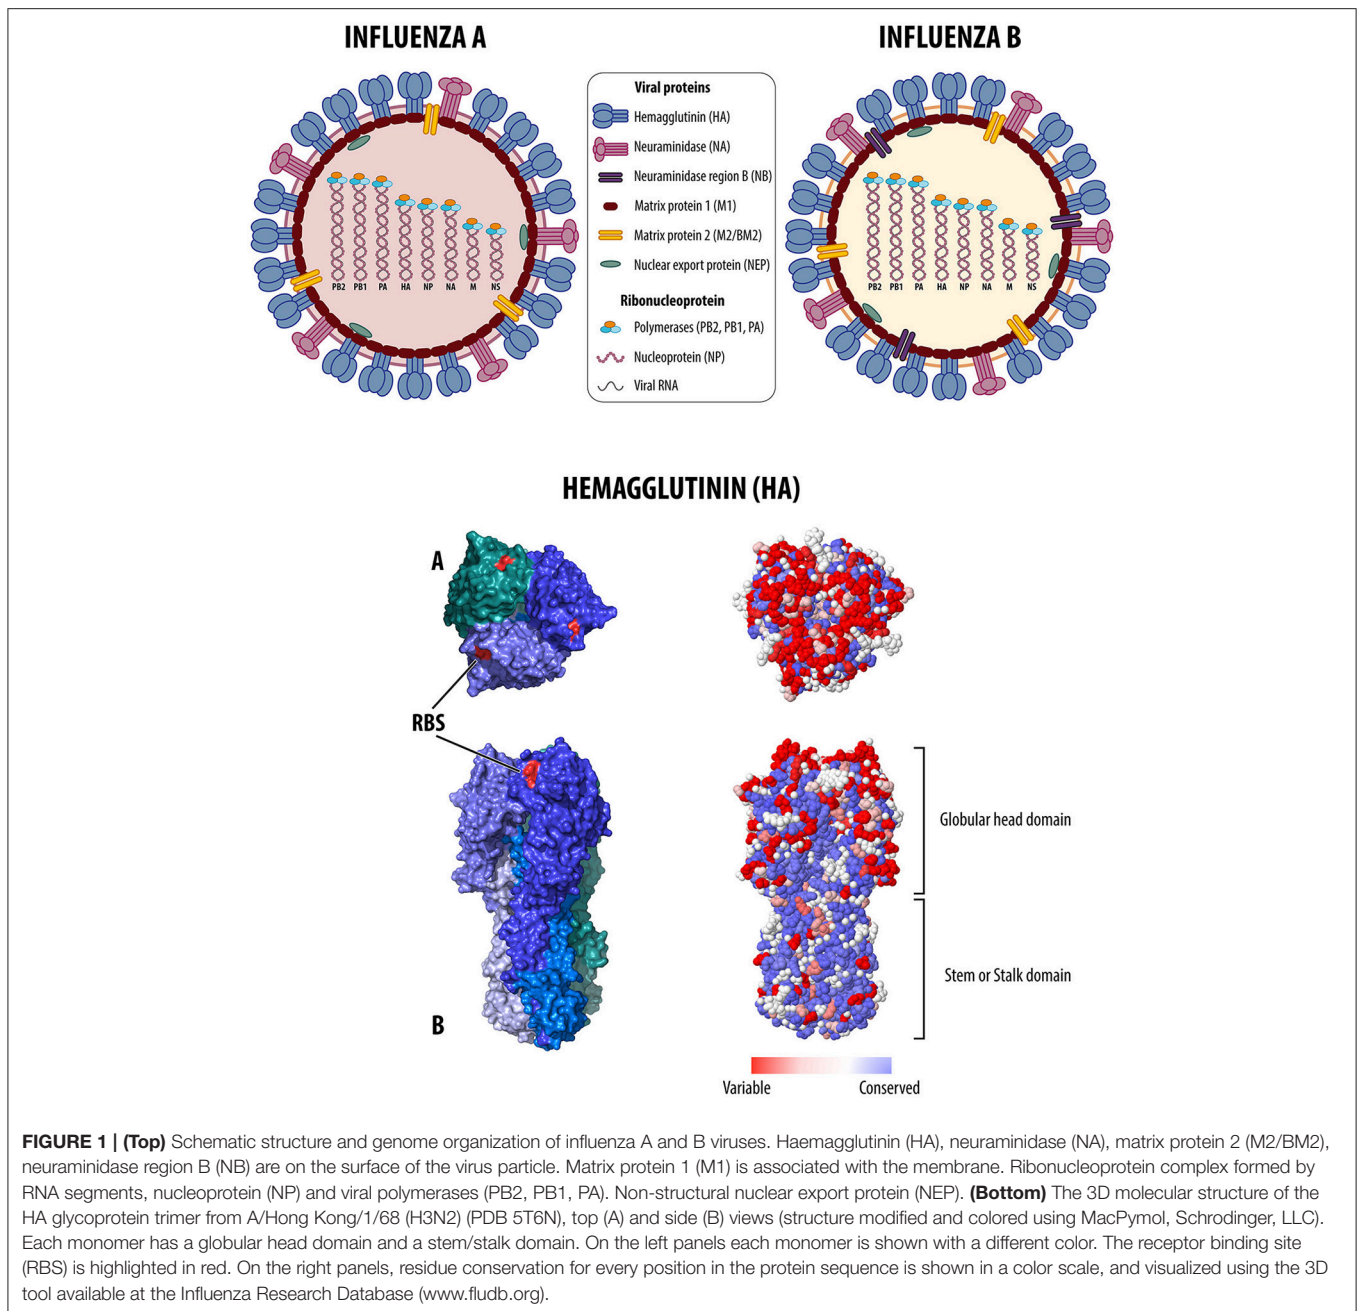 INFLUENZA A
INFLUENZA B
Viral proteins
Hemagglutinin (HA)
Neuraminidase (NA)
Neuraminidase region B (NB)
Matrix protein 1 (M1)
Matrix protein 2 (M2/BM2)
Nuclear export protein (NEP)
Ribonucleoprotein
Polymerases (PB2, PB1, PA)
Nucleoprotein (NP)
Viral RNA
PB2 PB1 PA HA NP NA M NS
PB2 PB1 PA HA NP NA M NS
HEMAGGLUTININ (HA)
A
RBS
B
Globular head domain
Stem or Stalk domain
Variable Conserved
FIGURE 1 | (Top) Schematic structure and genome organization of influenza A and B viruses. Haemagglutinin (HA), neuraminidase (NA), matrix protein 2 (M2/BM2),
neuraminidase region B (NB) are on the surface of the virus particle. Matrix protein 1 (M1) is associated with the membrane. Ribonucleoprotein complex formed by
RNA segments, nucleoprotein (NP) and viral polymerases (PB2, PB1, PA). Non-structural nuclear export protein (NEP). (Bottom) The 3D molecular structure of the
HA glycoprotein trimer from A/Hong Kong/1/68 (H3N2) (PDB 5T6N), top (A) and side (B) views (structure modified and colored using MacPymol, Schrodinger, LLC).
Each monomer has a globular head domain and a stem/stalk domain. On the left panels each monomer is shown with a different color. The receptor binding site
(RBS) is highlighted in red. On the right panels, residue conservation for every position in the protein sequence is shown in a color scale, and visualized using the 3D
tool available at the Influenza Research Database (www.fludb.org).